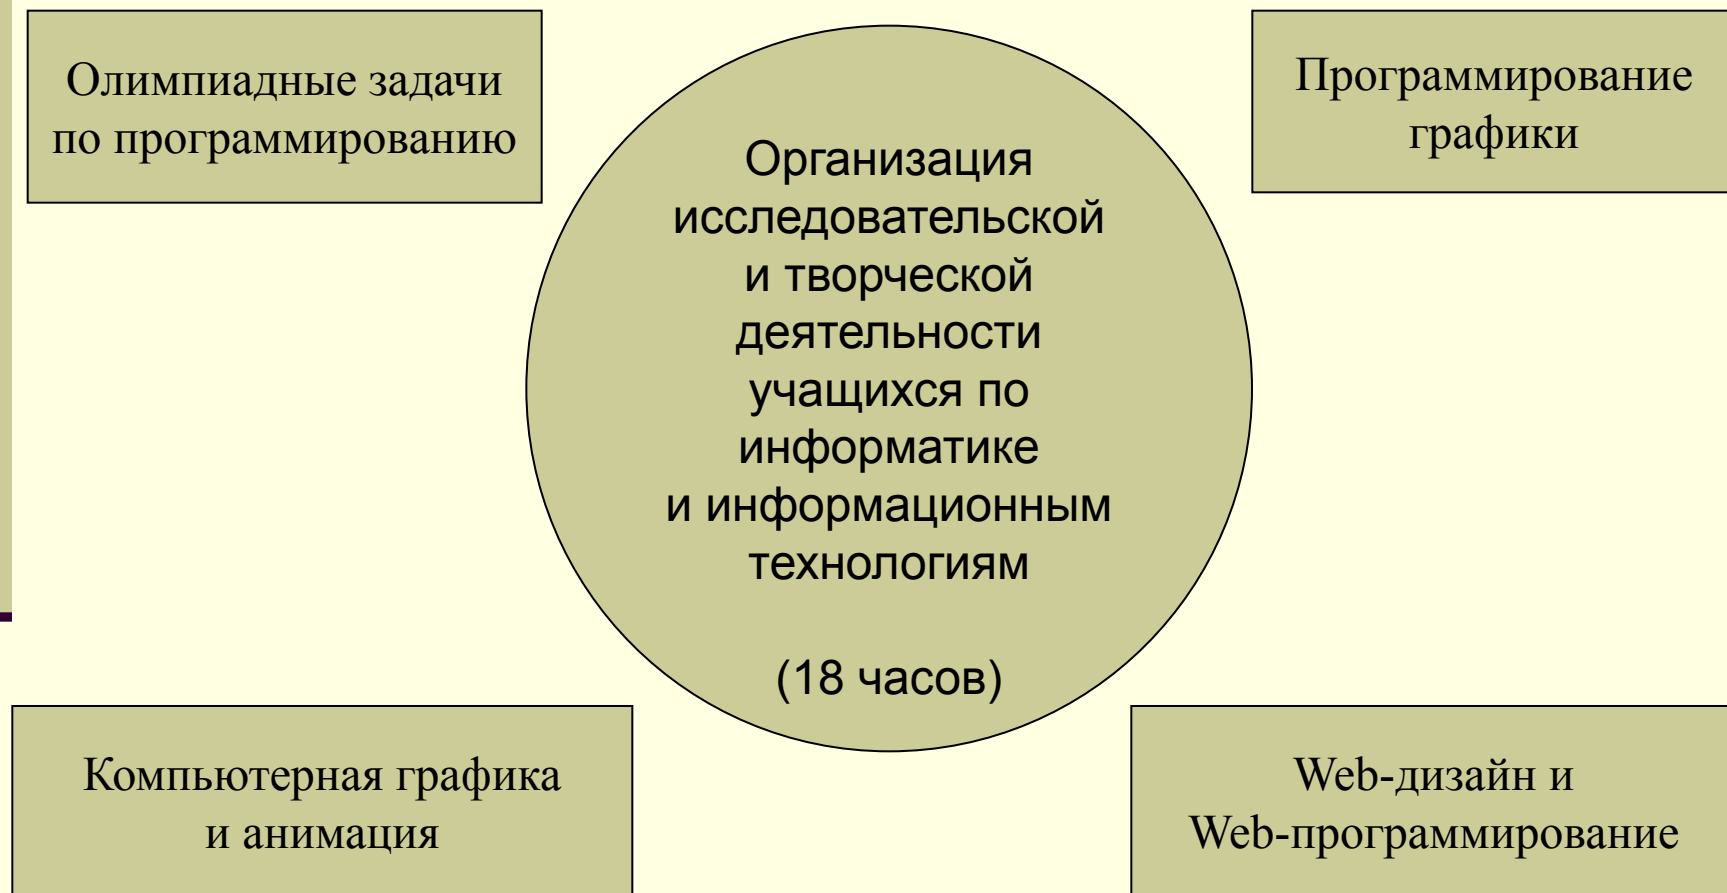 Олимпиадные задачи
по программированию
Программирование
графики
Организация
исследовательской
и творческой
деятельности
учащихся по
информатике
и информационным
технологиям
(18 часов)
Компьютерная графика
и анимация
Web-дизайн и
Web-программирование